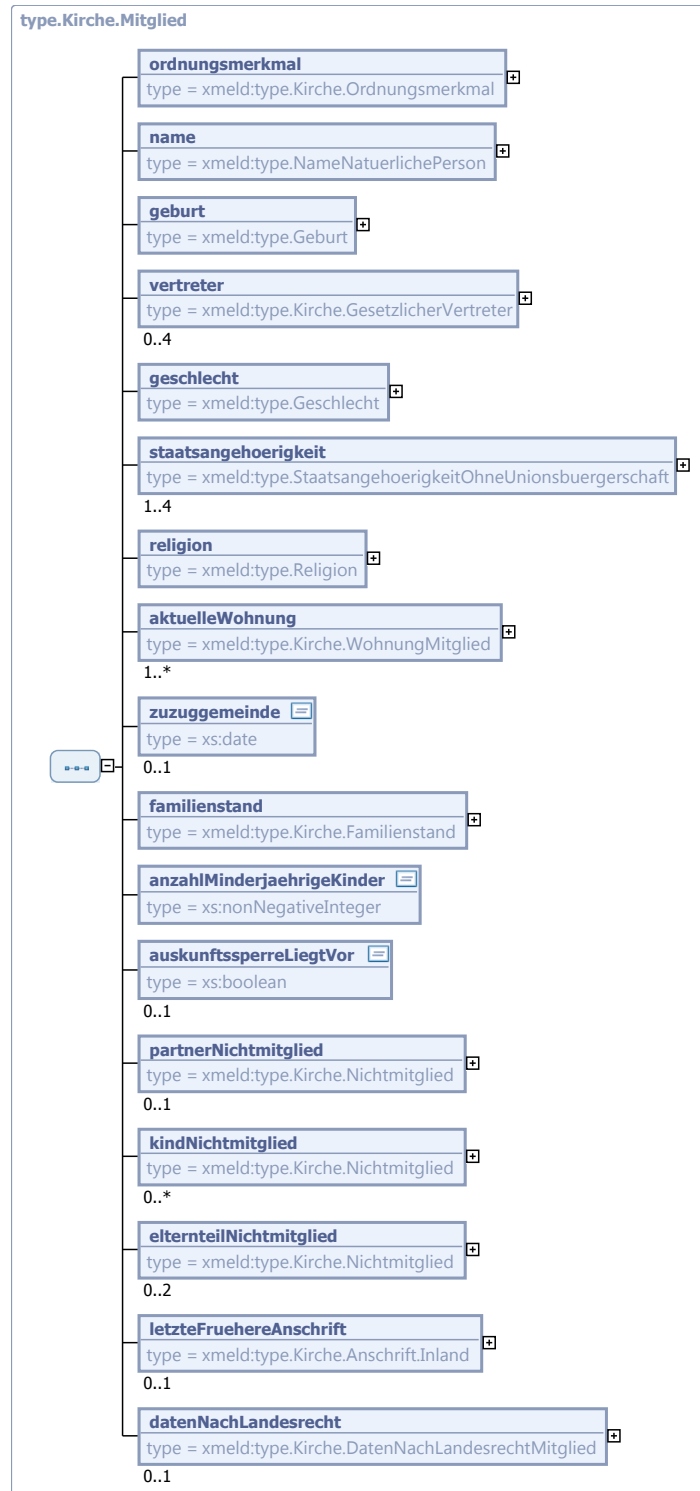 type.Kirche.Mitglied
ordnungsmerkmal
type = xmeld:type.Kirche.Ordnungsmerkmal
name
type = xmeld:type.NameNatuerlichePerson
geburt
type = xmeld:type.Geburt
vertreter
type = xmeld:type.Kirche.GesetzlicherVertreter
0..4
geschlecht
type = xmeld:type.Geschlecht
staatsangehoerigkeit
type = xmeld:type.StaatsangehoerigkeitOhneUnionsbuergerschaft
1..4
religion
type = xmeld:type.Religion
aktuelleWohnung
type = xmeld:type.Kirche.WohnungMitglied
1..*
zuzuggemeinde
type = xs:date
0..1
familienstand
type = xmeld:type.Kirche.Familienstand
anzahlMinderjaehrigeKinder
type = xs:nonNegativeInteger
auskunftssperreLiegtVor
type = xs:boolean
0..1
partnerNichtmitglied
type = xmeld:type.Kirche.Nichtmitglied
0..1
kindNichtmitglied
type = xmeld:type.Kirche.Nichtmitglied
0..*
elternteilNichtmitglied
type = xmeld:type.Kirche.Nichtmitglied
0..2
letzteFruehereAnschrift
type = xmeld:type.Kirche.Anschrift.Inland
0..1
datenNachLandesrecht
type = xmeld:type.Kirche.DatenNachLandesrechtMitglied
0..1